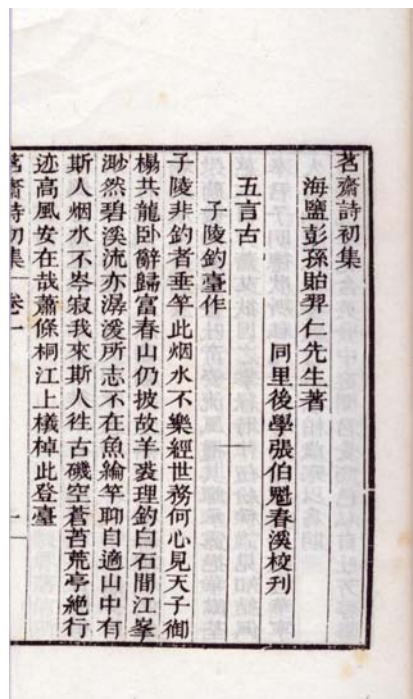 茗齋詩初集
海鹽彭孫貽羿仁先生著
同里後學張伯魁春溪校刊
五言古
子陵釣臺作
子陵非釣者垂竿此烟水不樂經世務何心見天子御
榻共龍卧辭歸富春山仍披故羊裘理釣白石間江峯
渺然碧溪流亦潺湲所志不在魚綸竿聊自適山中有
斯人烟水不岑寂我來斯人徃古磯空蒼苔荒亭絶行
迹高風安在哉蕭條桐江上檥棹此登臺
茗齋詩初集 卷一 一